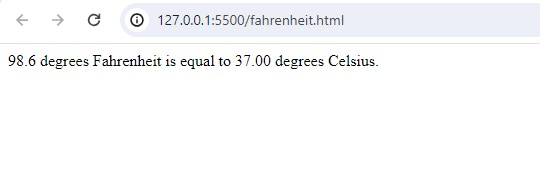 127.0.0.1:5500/fahrenheit.html
98.6 degrees Fahrenheit is equal to 37.00 degrees Celsius.